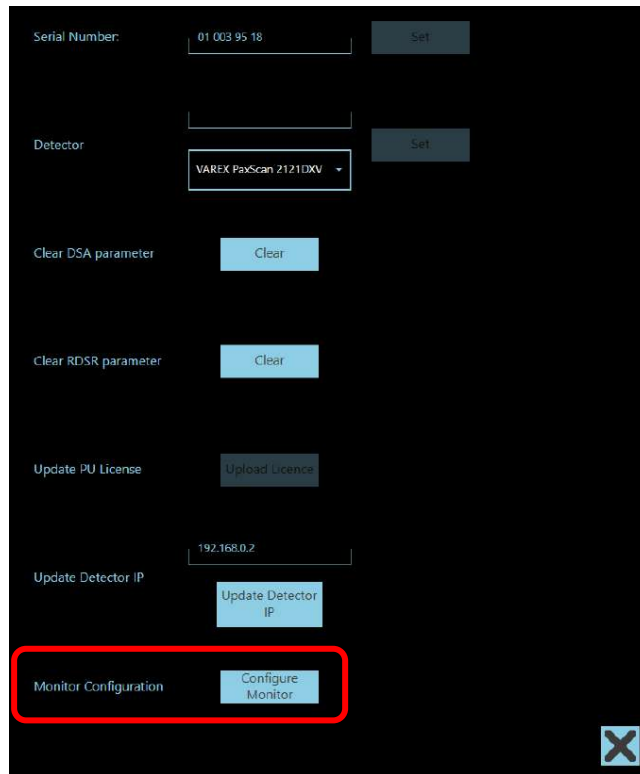 Serial Number:
01 003 95 18
Set
Detector
Set
VAREX PaxScan 2121DXV
Clear DSA parameter
Clear
Clear RDSR parameter
Clear
Update PU License
Upload Licence
192.168.0.2
Update Detector IP
Update Detector
IP
Monitor Configuration
Configure
Monitor